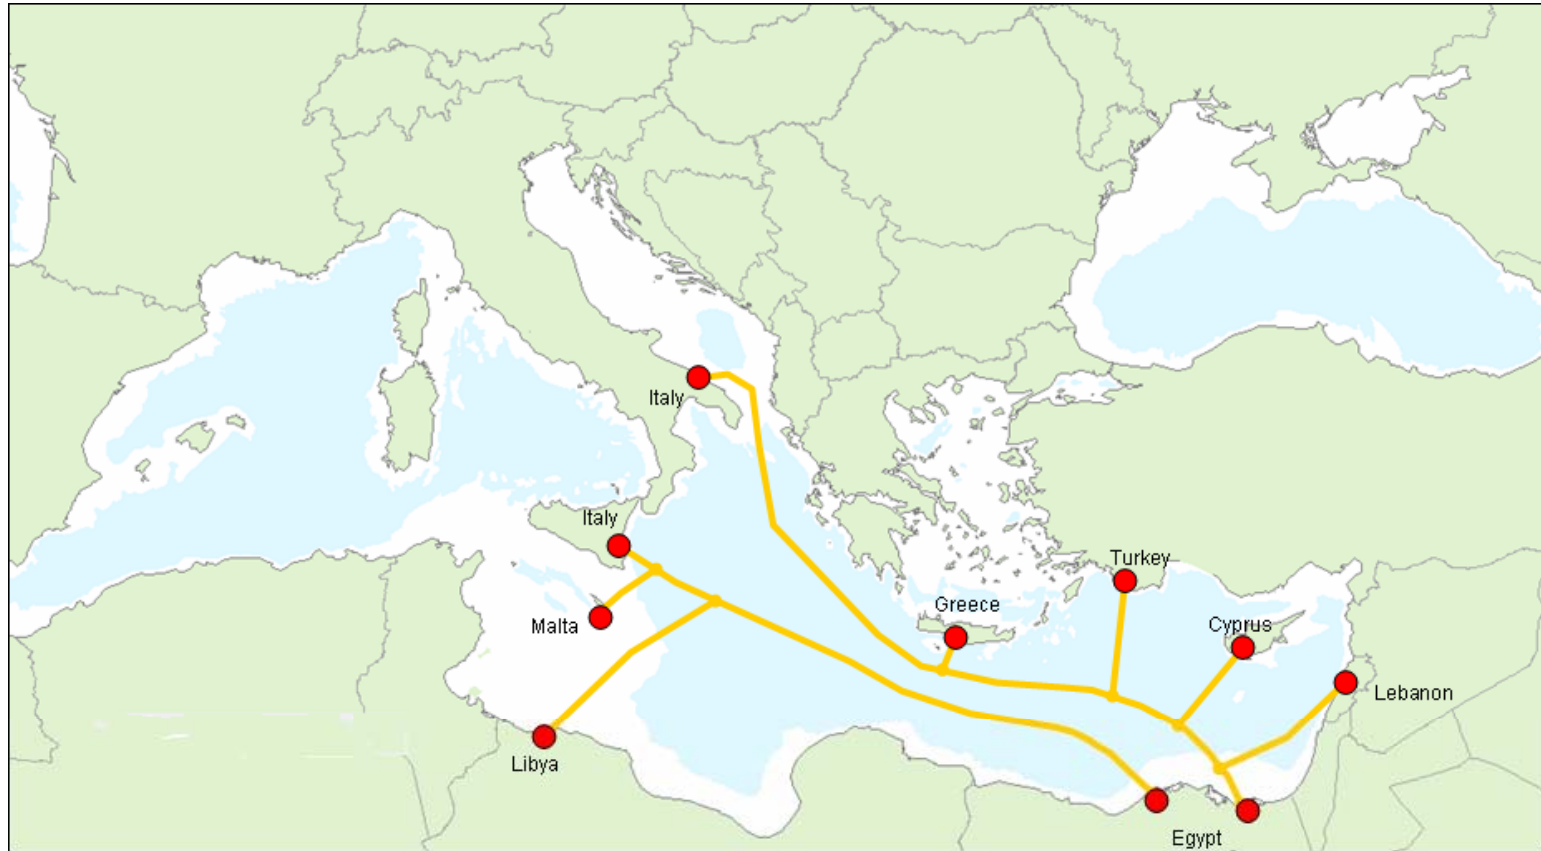 Italy
Italy
Turkey
Greece
Cyprus
Malta
Lebanon
Libya
Egypt